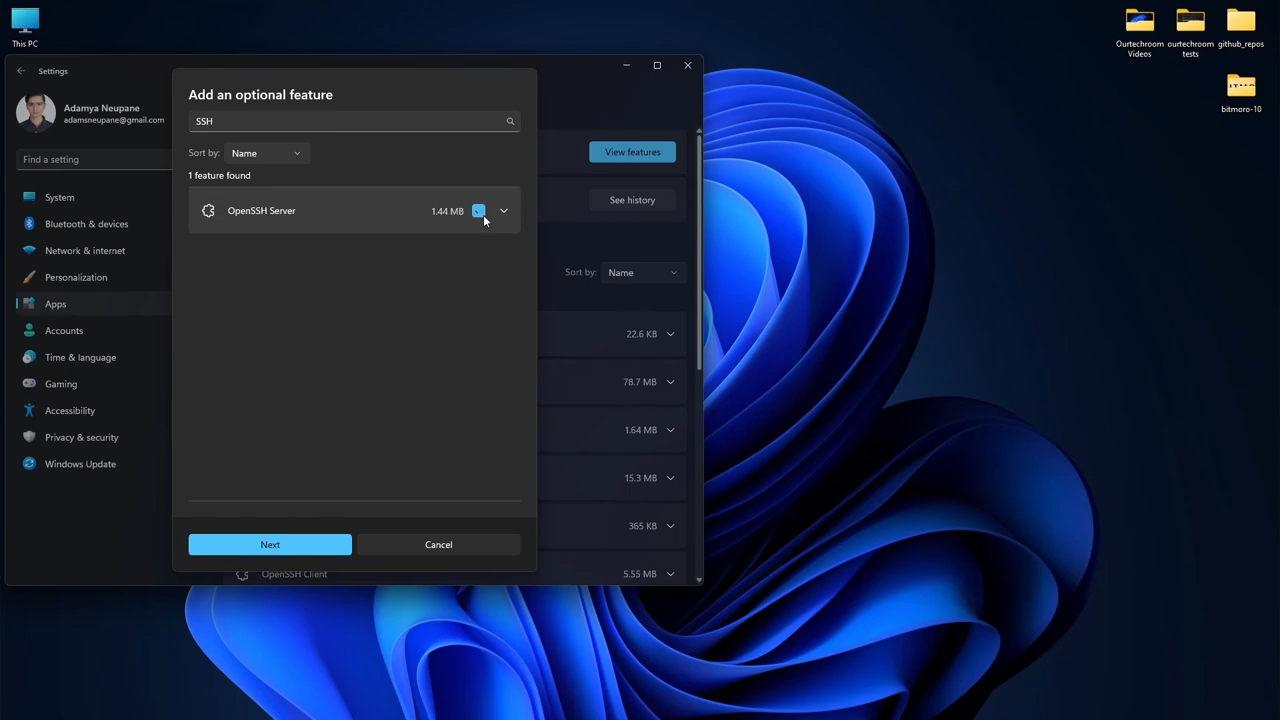 This PC
Ourtechroom
Videos
ourtechroom
tests
github_repos
bitmoro-10
Settings
Adamya Neupane
adamsneupane@gmail.com
Find a setting
System
Bluetooth & devices
Network & internet
Personalization
Apps
Accounts
Time & language
Gaming
Accessibility
Privacy & security
Windows Update
Add an optional feature
SSH
Sort by: Name
1 feature found
OpenSSH Server 1.44 MB
Next Cancel
View features
See history
Sort by: Name
22.6 KB
78.7 MB
1.64 MB
15.3 MB
365 KB
OpenSSH Client 5.55 MB